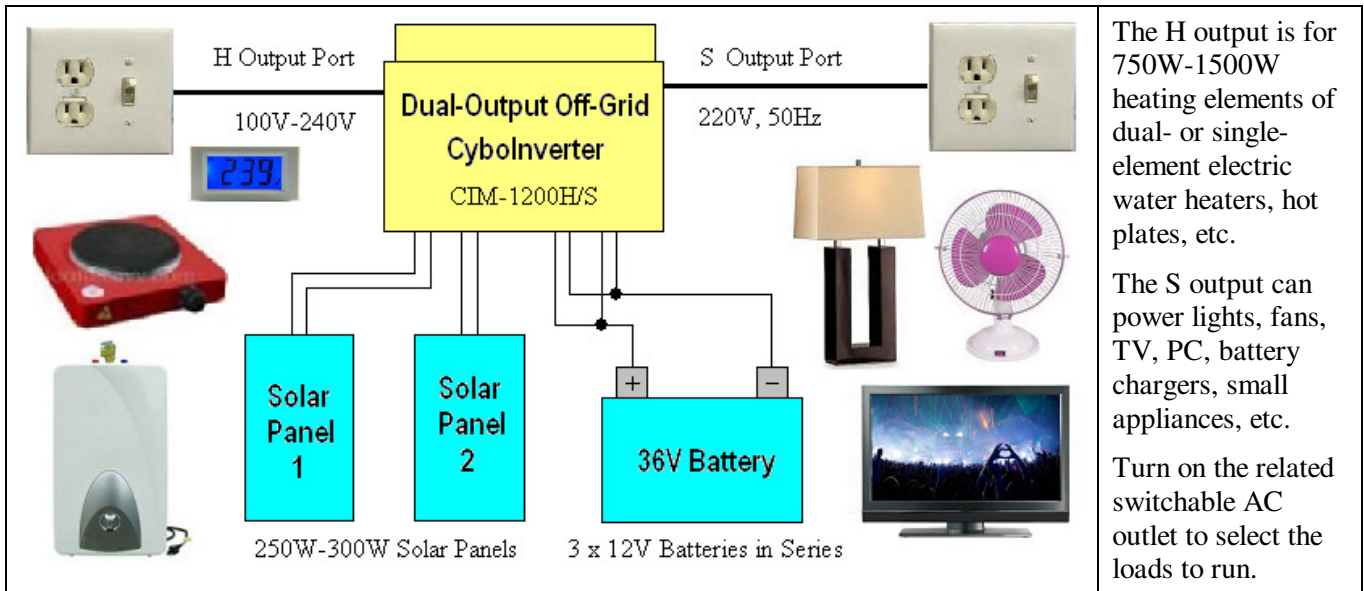 H Output Port
100V-240V
239.
Dual-Output Off-Grid
CyboInverter
CIM-1200H/S
S Output Port
220V, 50Hz
Solar
Panel
1
Solar
Panel
2
+
−
36V Battery
250W-300W Solar Panels
3 x 12V Batteries in Series
The H output is for
750W-1500W
heating elements of
dual- or single-
element electric
water heaters, hot
plates, etc.
The S output can
power lights, fans,
TV, PC, battery
chargers, small
appliances, etc.
Turn on the related
switchable AC
outlet to select the
loads to run.